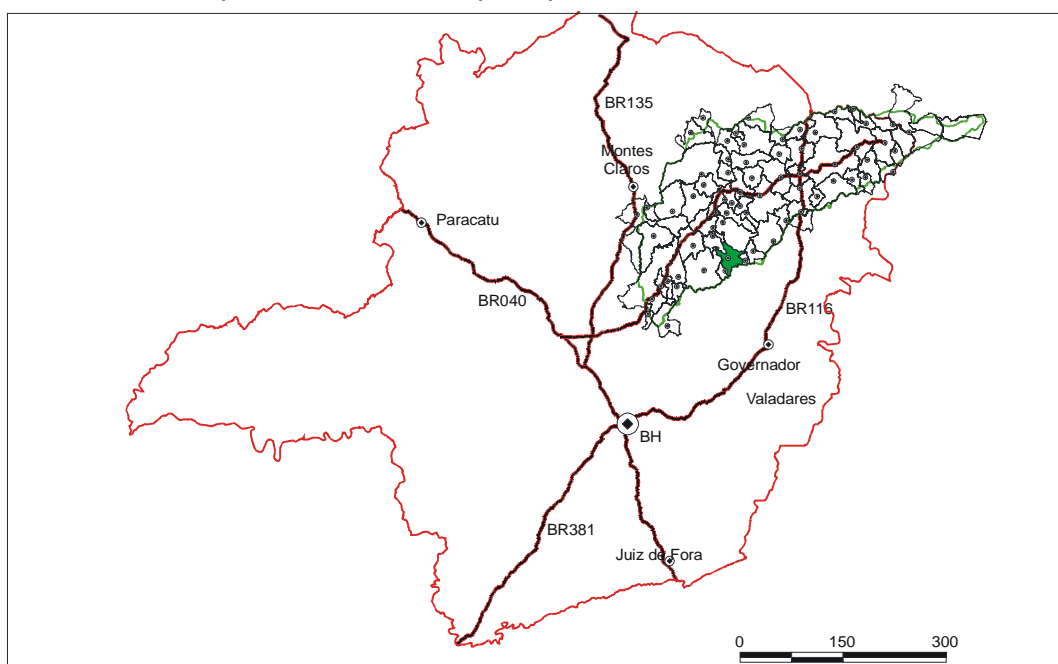 BR135
Montes
Claros
Paracatu
BR040
BR116
Governador
Valadares
BH
BR381
Juiz de Fora
0 150 300